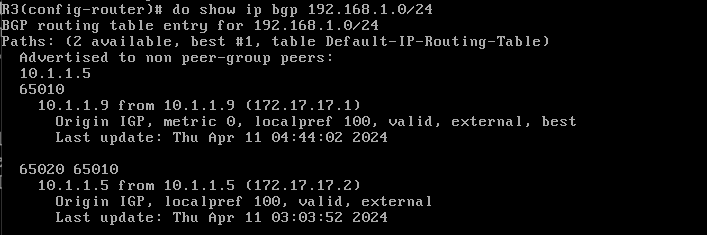 R3(config-router)# do show ip bgp 192.168.1.0/24
BGP routing table entry for 192.168.1.0/24
Paths: (2 available, best #1, table Default-IP-Routing-Table)
  Advertised to non peer-group peers:
  10.1.1.5
  65010
    10.1.1.9 from 10.1.1.9 (172.17.17.1)
      Origin IGP, metric 0, localpref 100, valid, external, best
      Last update: Thu Apr 11 04:44:02 2024

  65020 65010
    10.1.1.5 from 10.1.1.5 (172.17.17.2)
      Origin IGP, localpref 100, valid, external
      Last update: Thu Apr 11 03:03:52 2024